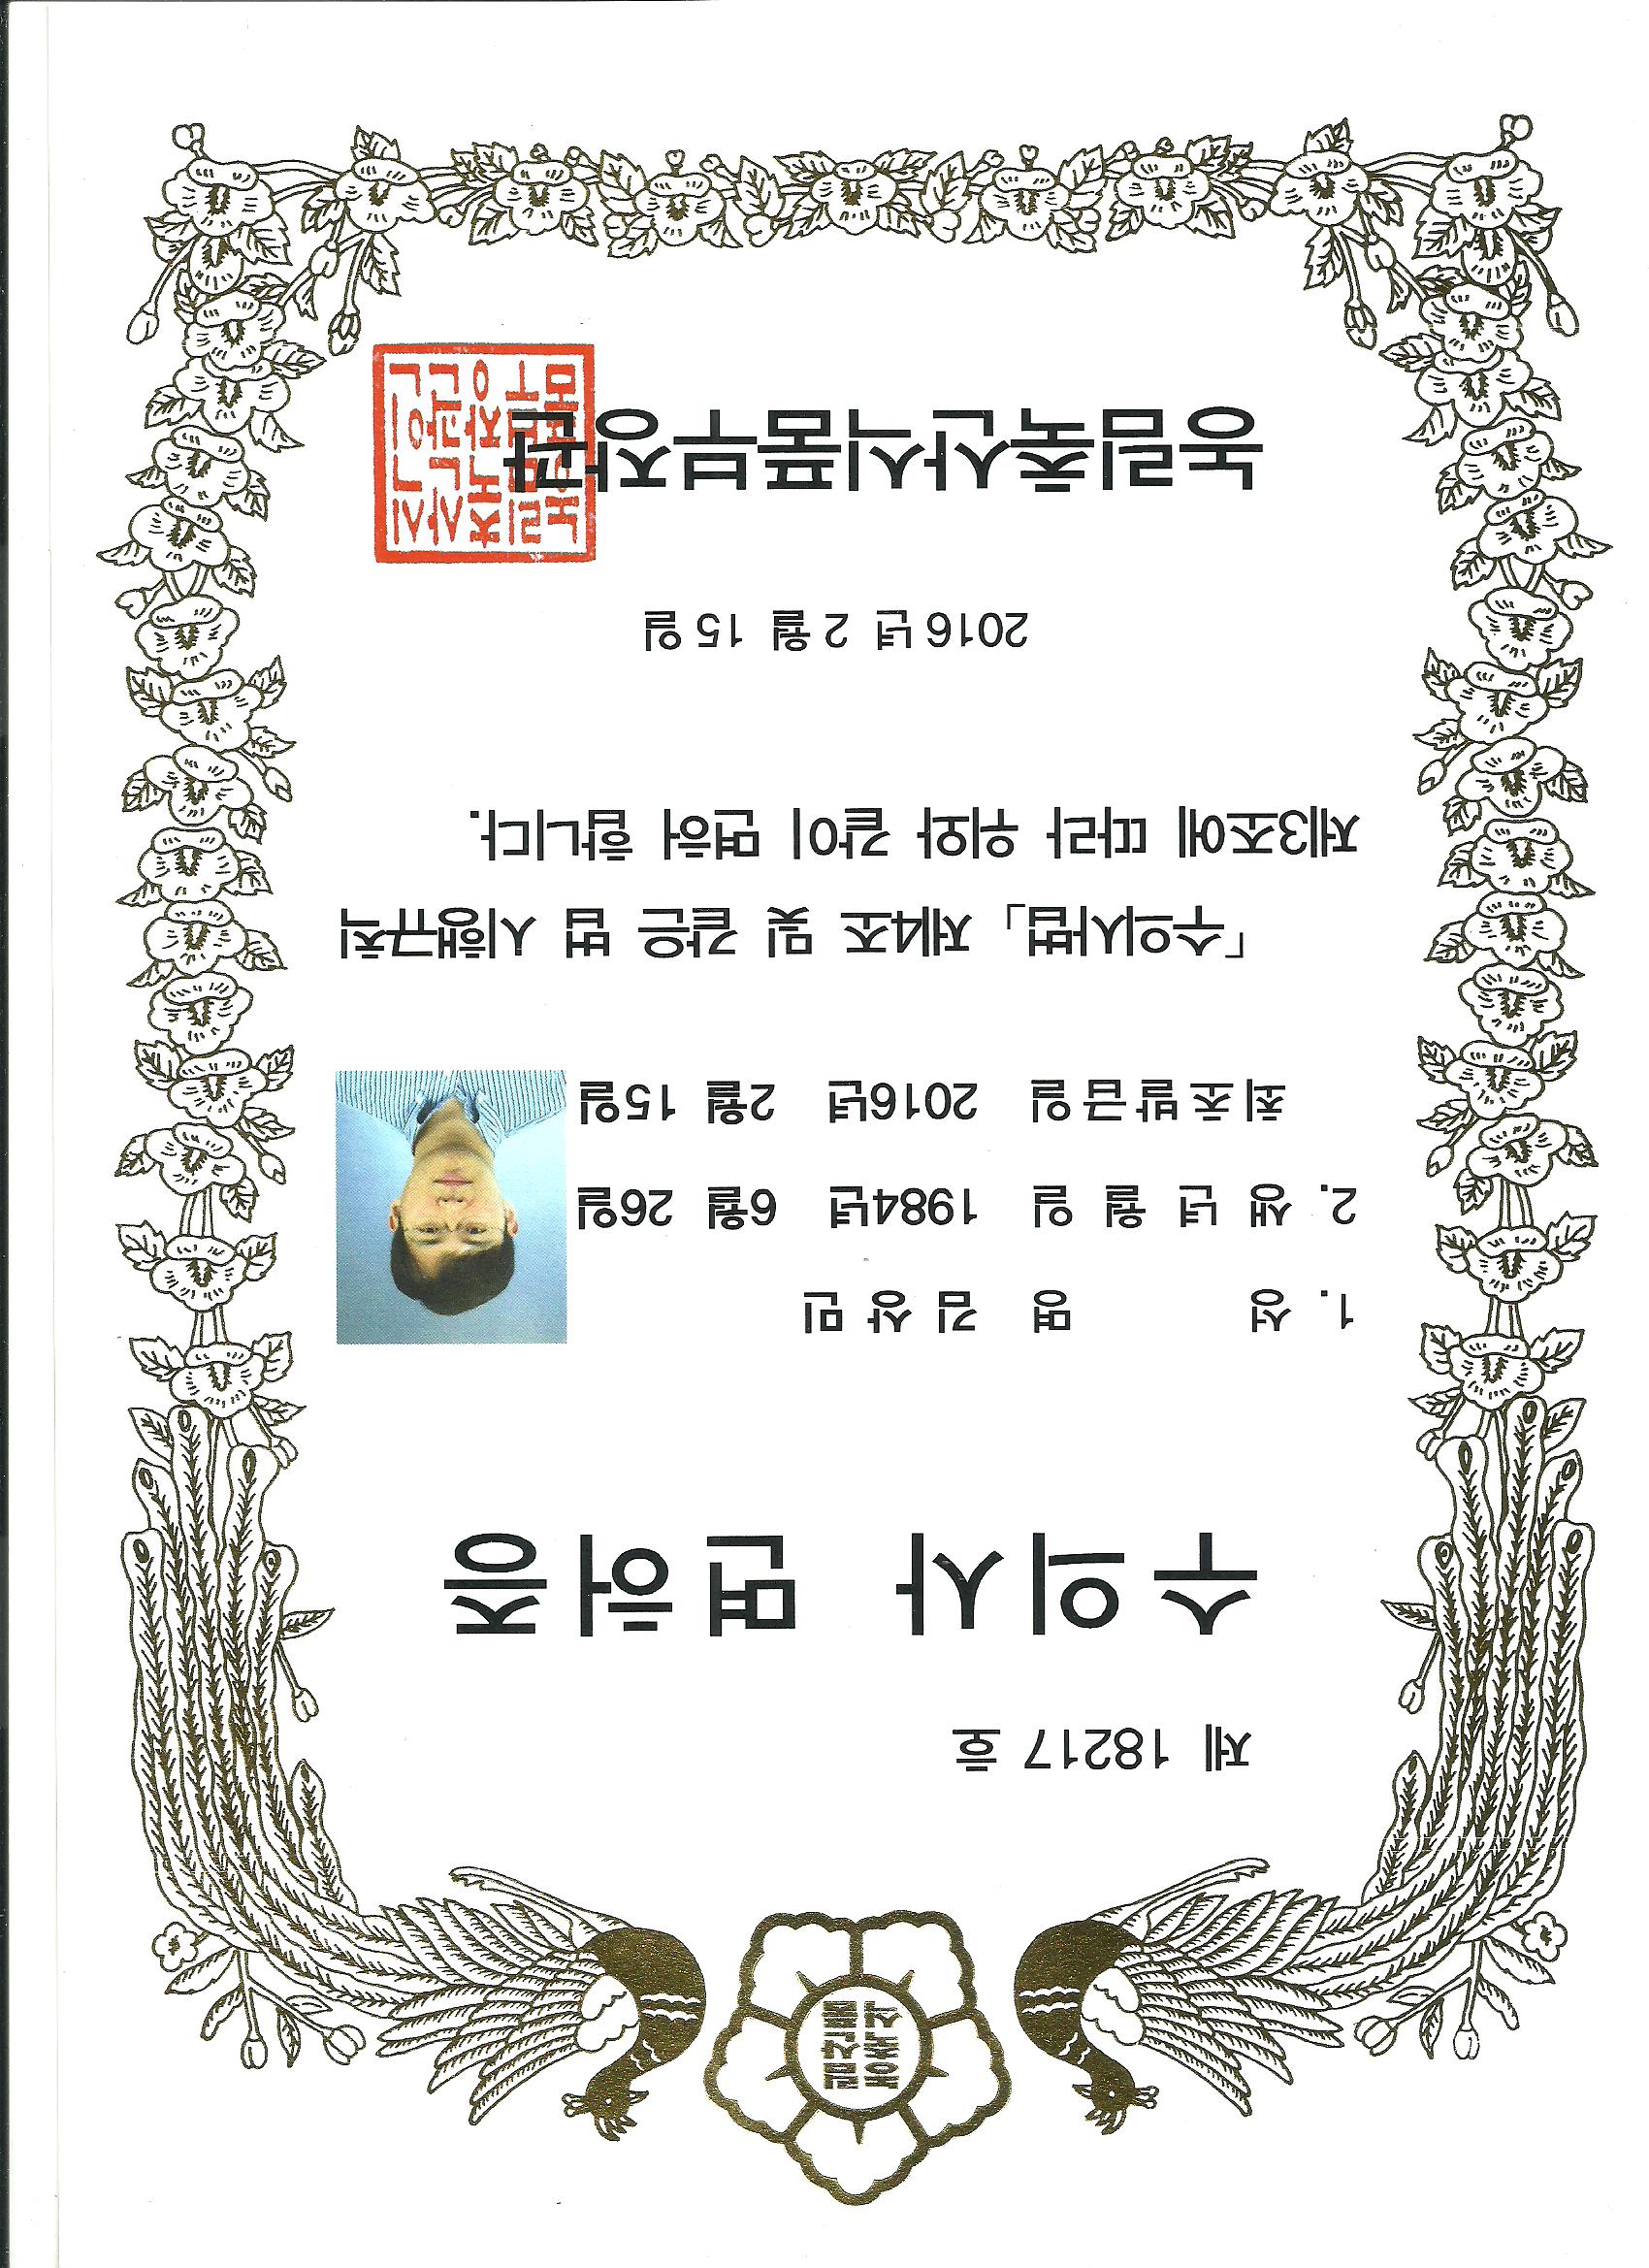 농림
축산
식품
제 18217 호
수의사 면허증
1. 성 명 김 상 민
2. 생 년 월 일 1984년 6월 26일
최초발급일 2016년 2월 15일
「수의사법」 제4조 및 같은 법 시행규칙
제3조에 따라 위와 같이 면허 합니다.
2016 년 2 월 15 일
농림축산식품부장관
농림축산식
품부장관인